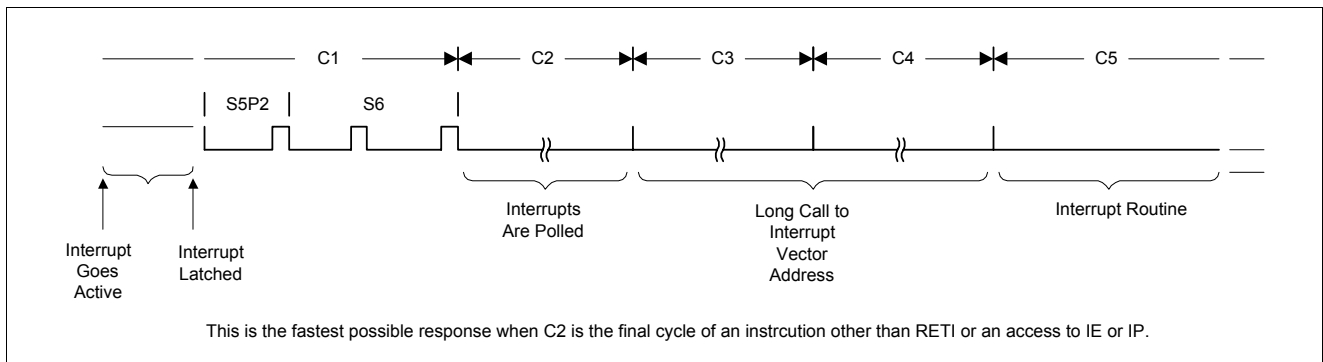 C1 C2 C3 C4 C5
S5P2 S6
Interrupt
Goes
Active
Interrupt
Latched
Interrupts
Are Polled
Long Call to
Interrupt
Vector
Address
Interrupt Routine
This is the fastest possible response when C2 is the final cycle of an instrcution other than RETI or an access to IE or IP.